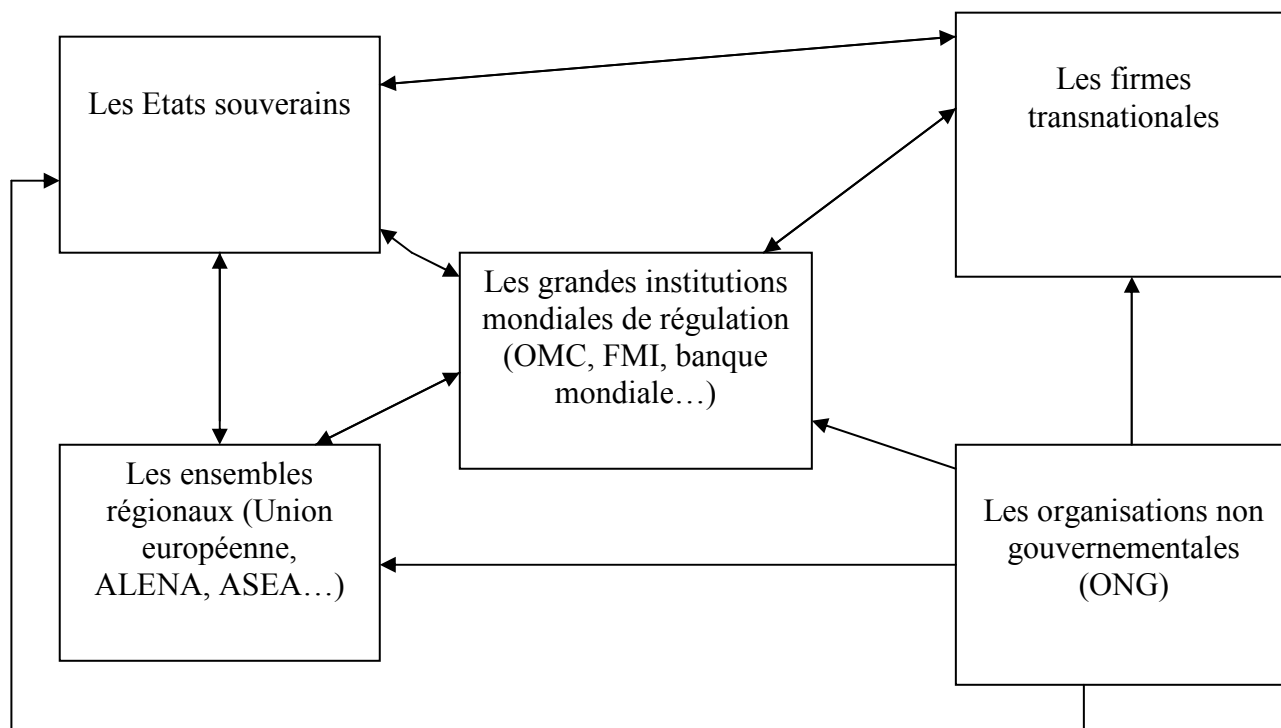 Les Etats souverains
Les firmes
transnationales
Les grandes institutions
mondiales de régulation
(OMC, FMI, banque
mondiale…)
Les ensembles
régionaux (Union
européenne,
ALENA, ASEA…)
Les organisations non
gouvernementales
(ONG)